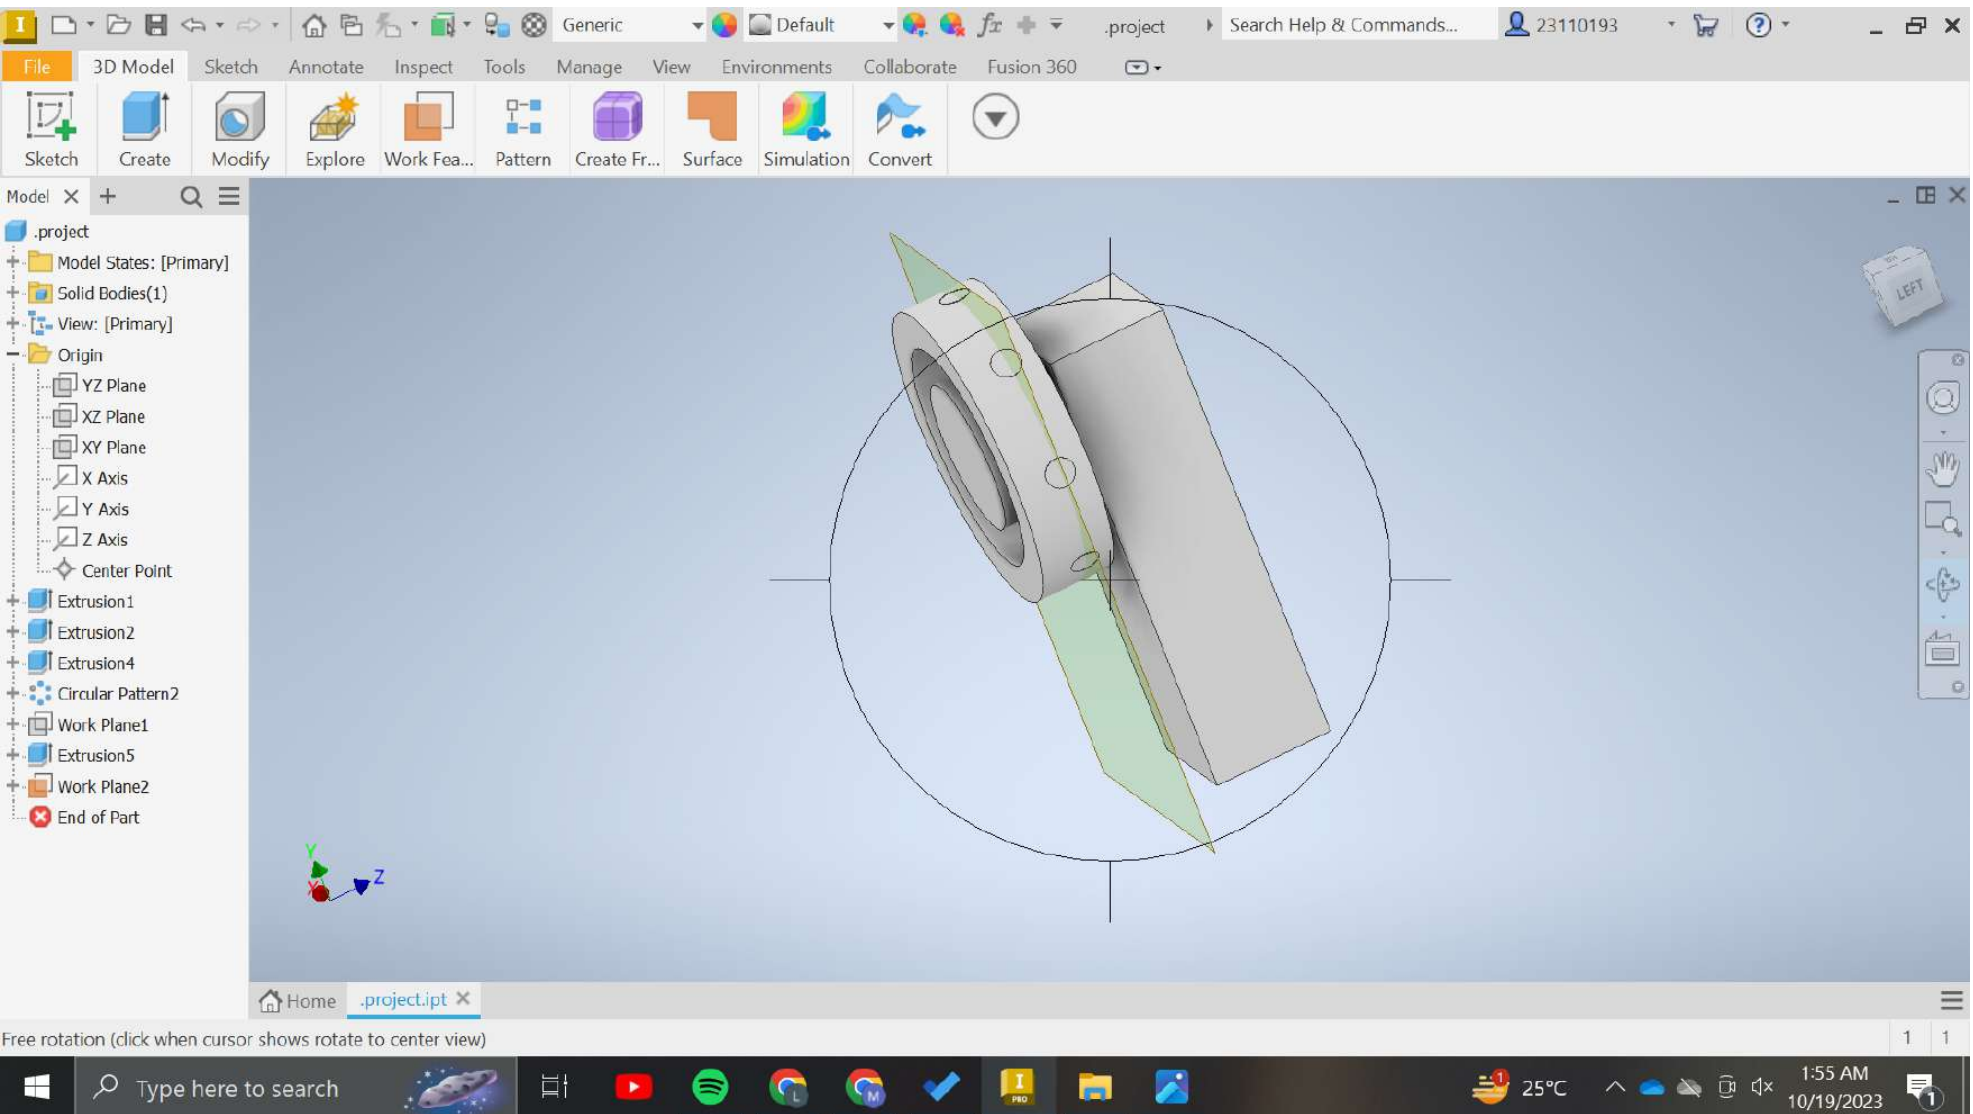 I
Generic
Default
fx
.project
Search Help & Commands...
23110193
?
File
3D Model
Sketch
Annotate
Inspect
Tools
Manage
View
Environments
Collaborate
Fusion 360
Sketch
Create
Modify
Explore
Work Fea...
Pattern
Create Fr...
Surface
Simulation
Convert
Model
.project
Model States: [Primary]
Solid Bodies(1)
View: [Primary]
Origin
YZ Plane
XZ Plane
XY Plane
X Axis
Y Axis
Z Axis
Center Point
Extrusion1
Extrusion2
Extrusion4
Circular Pattern2
Work Plane1
Extrusion5
Work Plane2
End of Part
LEFT
Y
X
Z
Home
.project.ipt
Free rotation (click when cursor shows rotate to center view)
1
1
Type here to search
L
M
I
PRO
1
25°C
1:55 AM
10/19/2023
1